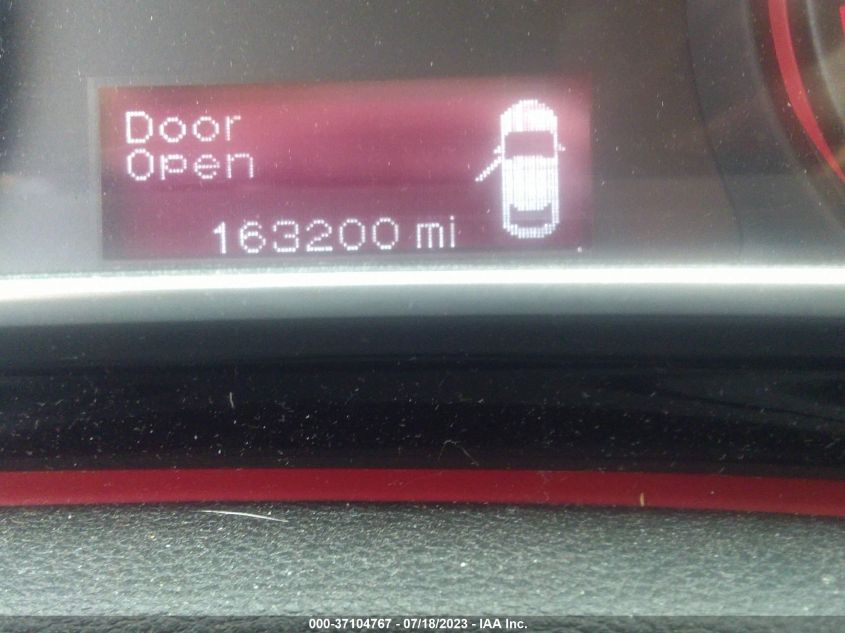 Door
Open
163200 mi
000-37104767 - 07/18/2023 - IAA Inc.